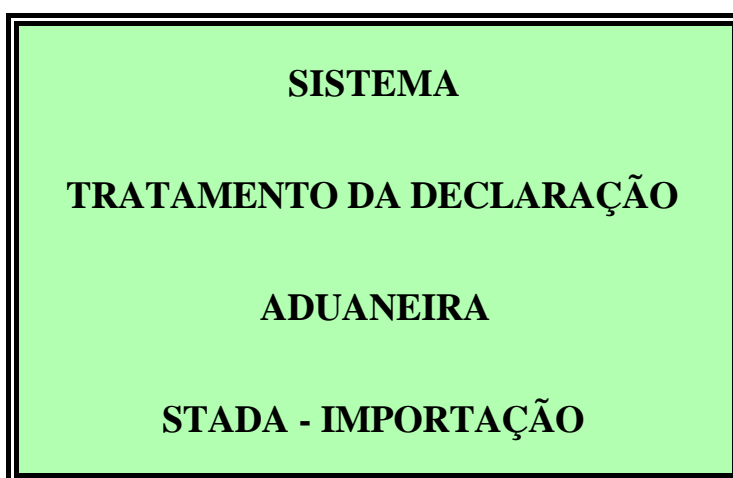 SISTEMA
TRATAMENTO DA DECLARAÇÃO
ADUANEIRA
STADA - IMPORTAÇÃO